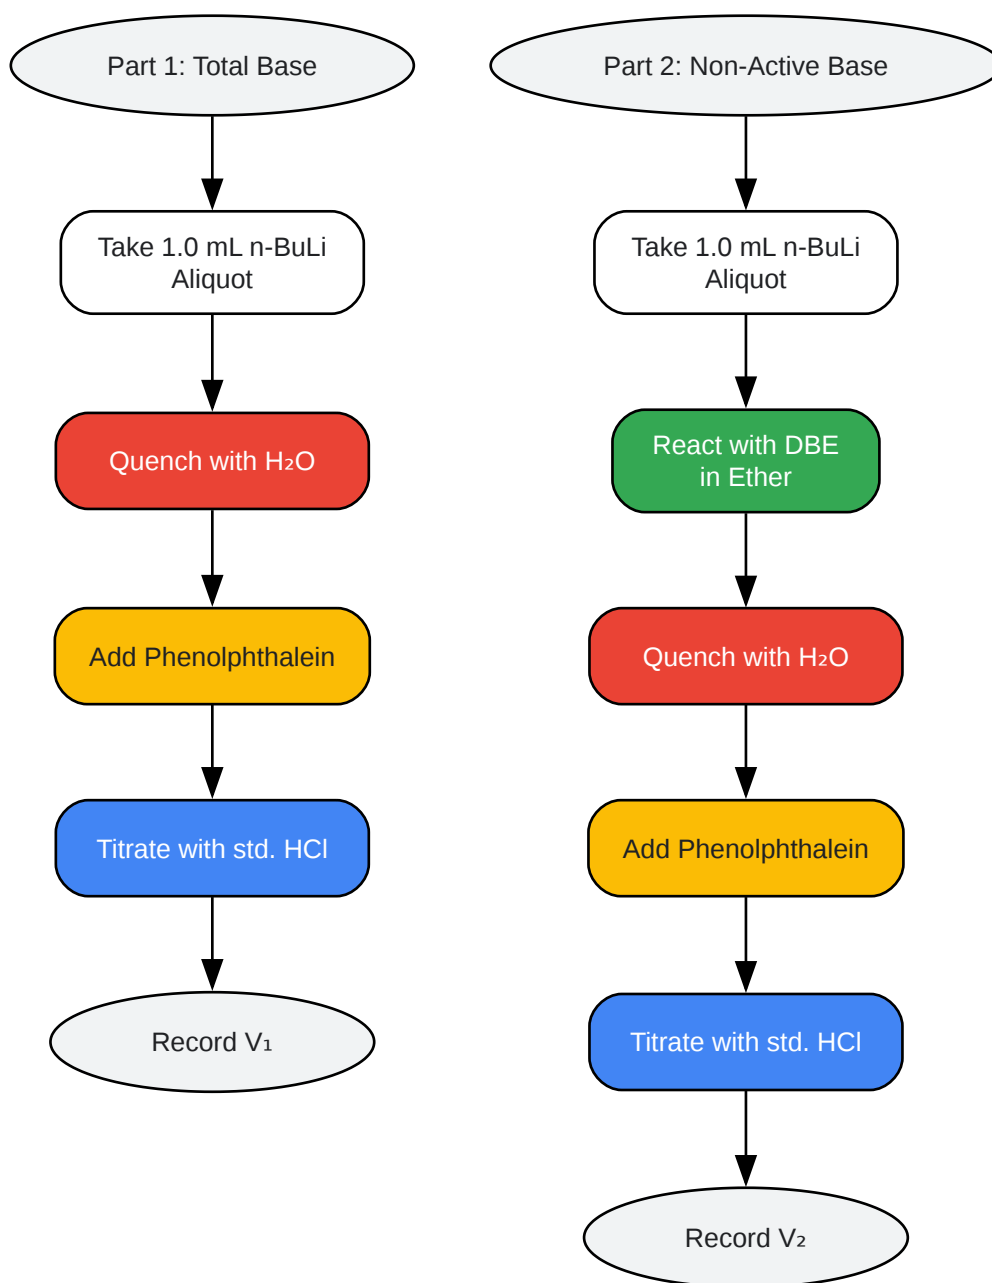 Part 1: Total Base
Take 1.0 mL n-BuLi
Aliquot
Quench with H₂O
Add Phenolphthalein
Titrate with std. HCl
Record V₁
Part 2: Non-Active Base
Take 1.0 mL n-BuLi
Aliquot
React with DBE
in Ether
Quench with H₂O
Add Phenolphthalein
Titrate with std. HCl
Record V₂